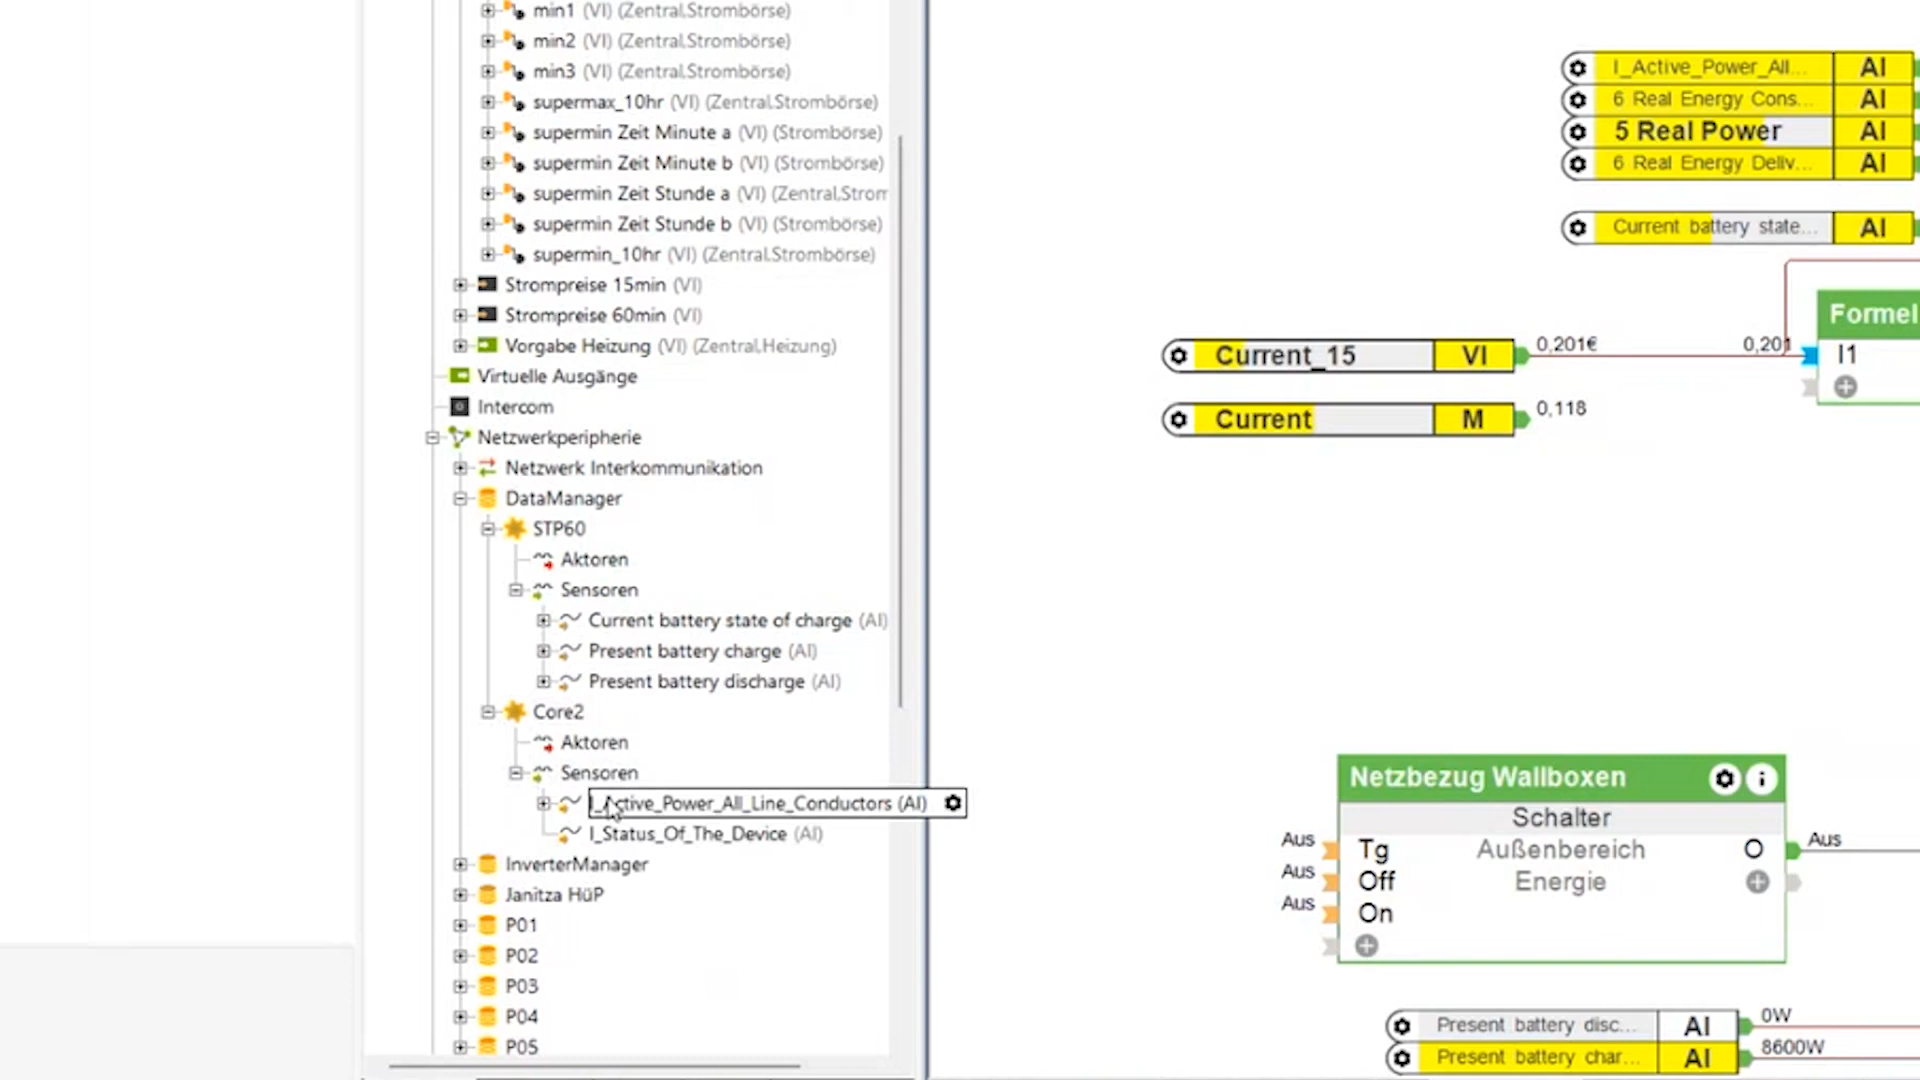 min1 (VI) (Zentral.Strombörse)
min2 (VI) (Zentral.Strombörse)
min3 (VI) (Zentral.Strombörse)
supermax_10hr (VI) (Zentral.Strombörse)
supermin Zeit Minute a (VI) (Strombörse)
supermin Zeit Minute b (VI) (Strombörse)
supermin Zeit Stunde a (VI) (Zentral.Strom
supermin Zeit Stunde b (VI) (Strombörse)
supermin_10hr (VI) (Zentral.Strombörse)
Strompreise 15min (VI)
Strompreise 60min (VI)
Vorgabe Heizung (VI) (Zentral.Heizung)
Virtuelle Ausgänge
Intercom
Netzwerkperipherie
Netzwerk Interkommunikation
DataManager
STP60
Aktoren
Sensoren
Current battery state of charge (AI)
Present battery charge (AI)
Present battery discharge (AI)
Core2
Aktoren
Sensoren
I_Active_Power_All_Line_Conductors (AI)
I_Status_Of_The_Device (AI)
InverterManager
Janitza HüP
P01
P02
P03
P04
P05
I_Active_Power_All... AI
6 Real Energy Cons... AI
5 Real Power AI
6 Real Energy Deliv... AI
Current battery state... AI
Current_15 VI 0,201€ 0,201
Current M 0,118
Formel
I1
Netzbezug Wallboxen i
Schalter
Aus Tg Außenbereich O Aus
Aus Off Energie
Aus On
Present battery disc... AI 0W
Present battery char... AI 8600W